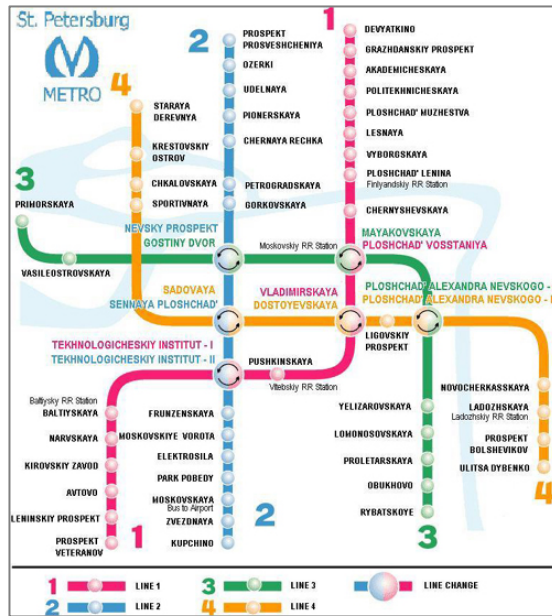 St. Petersburg
METRO
1
2
4
3
DEVYATKINO
GRAZHDANSKIY PROSPEKT
AKADEMICHESKAYA
POLITEKHNICHESKAYA
PLOSHCHAD' MUZHESTVA
LESNAYA
VYBORGSKAYA
PLOSHCHAD' LENINA
Finlyandskiy RR Station
CHERNYSHEVSKAYA
PROSPEKT
PROSVESHCHENIYA
OZERKI
UDELNAYA
PIONERSKAYA
CHERNAYA RECHKA
PETROGRADSKAYA
GORKOVSKAYA
STARAYA
DEREVNYA
KRESTOVSKIY
OSTROV
CHKALOVSKAYA
SPORTIVNAYA
PRIMORSKAYA
VASILEOSTROVSKAYA
NEVSKY PROSPEKT
GOSTINY DVOR
Moskovskiy RR Station
MAYAKOVSKAYA
PLOSHCHAD' VOSSTANIYA
SADOVAYA
SENNAYA PLOSHCHAD'
VLADIMIRSKAYA
DOSTOYEVSKAYA
PLOSHCHAD' ALEXANDRA NEVSKOGO -
PLOSHCHAD' ALEXANDRA NEVSKOGO -
LIGOVSKIY
PROSPEKT
TEKHNOLOGICHESKIY INSTITUT - I
TEKHNOLOGICHESKIY INSTITUT - II
PUSHKINSKAYA
Vitebskiy RR Station
Baltiysky RR Station
BALTIYSKAYA
NARVSKAYA
KIROVSKIY ZAVOD
AVTOVO
LENINSKIY PROSPEKT
PROSPEKT
VETERANOV
1
FRUNZENSKAYA
MOSKOVSKIYE VOROTA
ELEKTROSILA
PARK POBEDY
MOSKOVSKAYA
Bus to Airport
ZVEZDNAYA
KUPCHINO
2
YELIZAROVSKAYA
LOMONOSOVSKAYA
PROLETARSKAYA
OBUKHOVO
RYBATSKOYE
3
NOVOCHERKASSKAYA
LADOZHSKAYA
Ladozhskiy RR Station
PROSPEKT
BOLSHEVIKOV
ULITSA DYBENKO
4
1 LINE 1
2 LINE 2
3 LINE 3
4 LINE 4
LINE CHANGE